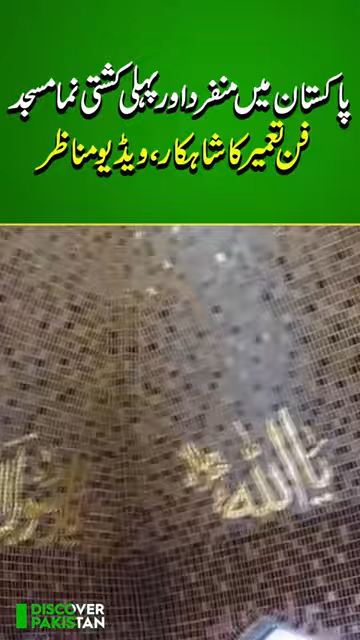 پاکستان میں منفرد اور پہلی کشتی نما مسجد
فن تعمیر کا شاہکار، ویڈیو مناظر
یا اللہ
DISCOVER
PAKISTAN